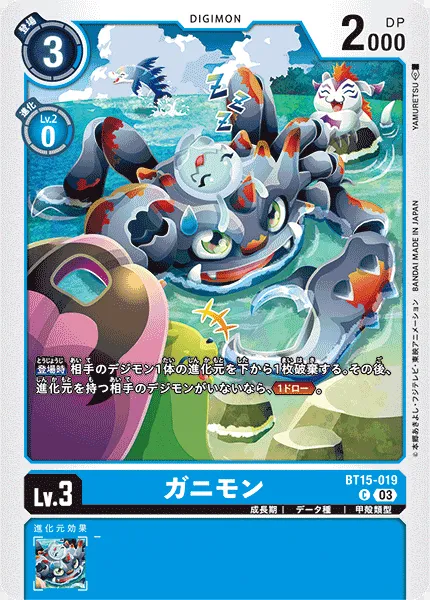 DIGIMON
登場
3
2000
DP
進化
Lv.2
0
Z Z Z
YAMURETSU
BANDAI MADE IN JAPAN
©本郷あきよし・フジテレビ・東映アニメーション
登場時 相手のデジモン1体の進化元を下から1枚破棄する。その後、
進化元を持つ相手のデジモンがいないなら、1ドロー。
BT15-019
Lv.3
ガニモン
C 03
成長期 データ種 甲殻類型
進化元効果
ー